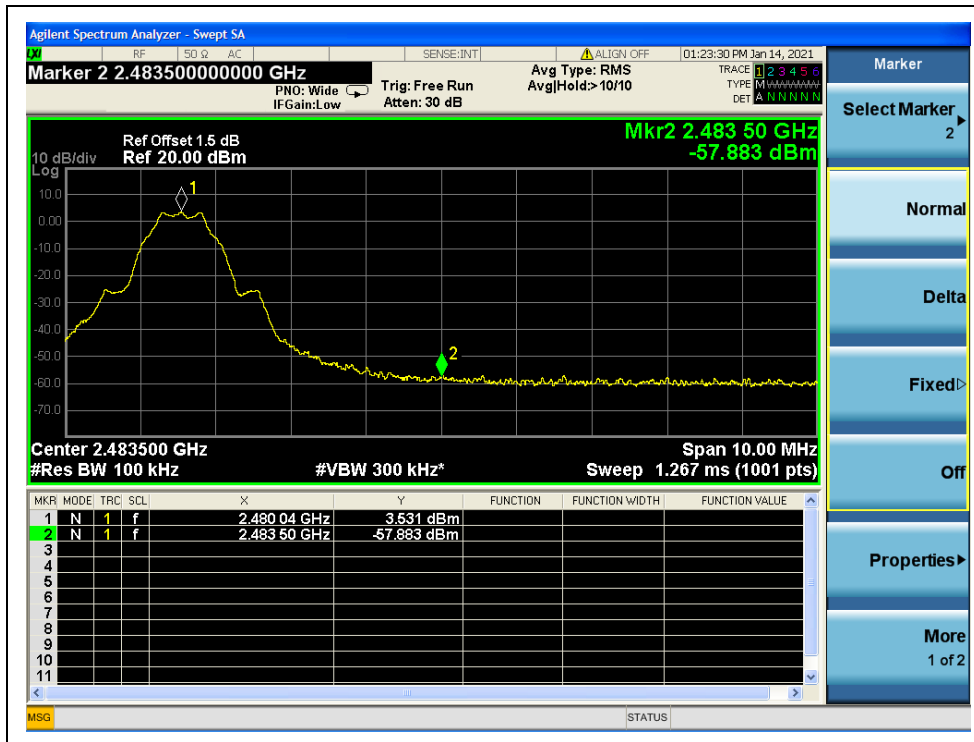 Agilent Spectrum Analyzer - Swept SA
LXI RF 50 Ω AC SENSE:INT ALIGN OFF 01:23:30 PM Jan 14, 2021
Marker 2 2.483500000000 GHz
PNO: Wide
IFGain:Low
Trig: Free Run
Atten: 30 dB
Avg Type: RMS
Avg|Hold:>10/10
TRACE 1 2 3 4 5 6
TYPE M WWWWW
DET A N N N N N
Mkr2 2.483 50 GHz
-57.883 dBm
Ref Offset 1.5 dB
10 dB/div Ref 20.00 dBm
Log
10.0
0.00
-10.0
-20.0
-30.0
-40.0
-50.0
-60.0
-70.0
1
2
Center 2.483500 GHz Span 10.00 MHz
#Res BW 100 kHz #VBW 300 kHz* Sweep 1.267 ms (1001 pts)
MKR MODE TRC SCL X Y FUNCTION FUNCTION WIDTH FUNCTION VALUE
1 N 1 f 2.480 04 GHz 3.531 dBm
2 N 1 f 2.483 50 GHz -57.883 dBm
3
4
5
6
7
8
9
10
11
MSG STATUS
Marker
Select Marker
2
Normal
Delta
Fixed
Off
Properties
More
1 of 2